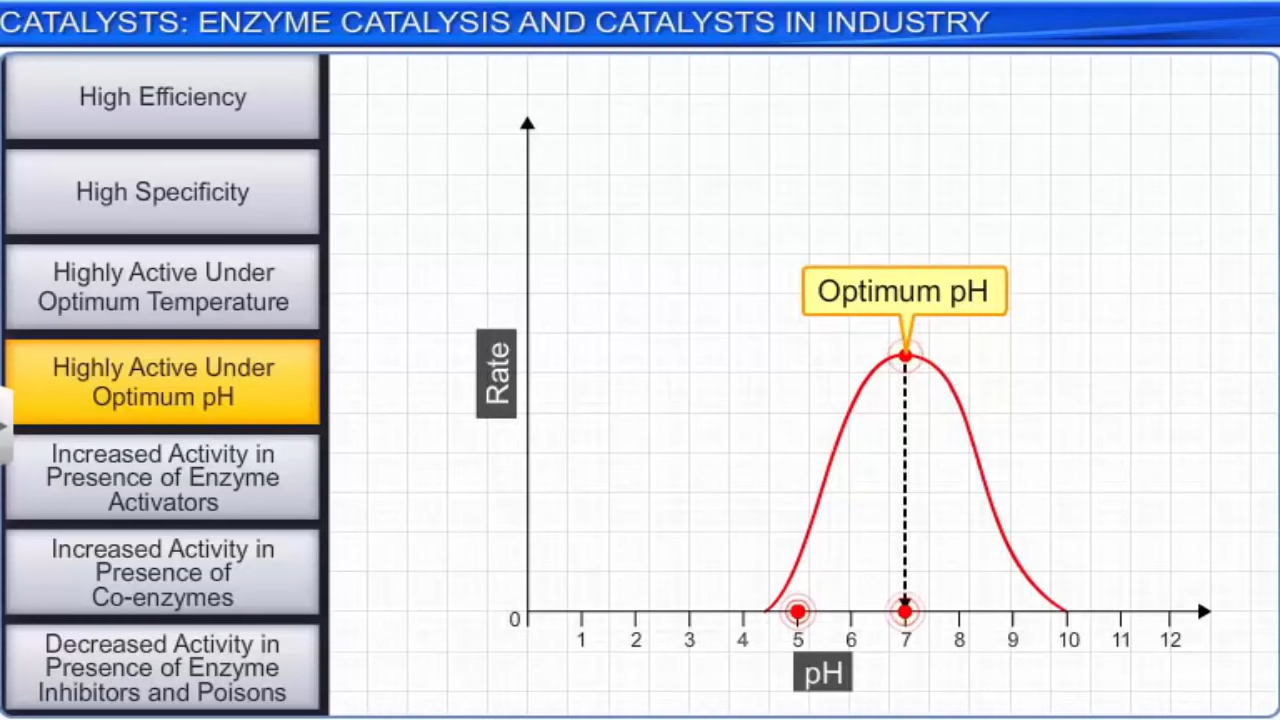 CATALYSTS: ENZYME CATALYSIS AND CATALYSTS IN INDUSTRY
High Efficiency
High Specificity
Highly Active Under
Optimum Temperature
Highly Active Under
Optimum pH
Increased Activity in
Presence of Enzyme
Activators
Increased Activity in
Presence of
Co-enzymes
Decreased Activity in
Presence of Enzyme
Inhibitors and Poisons
Optimum pH
Rate
0 1 2 3 4 5 6 7 8 9 10 11 12
pH